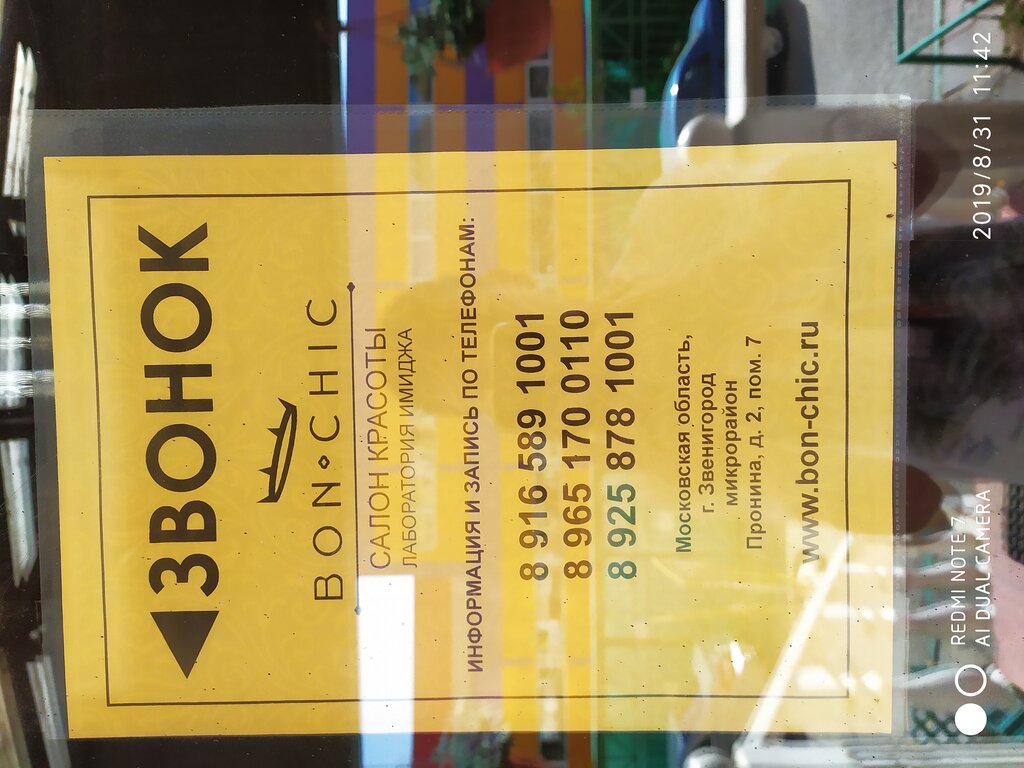 ◀ЗВОНОК
BON⋄CHIC
САЛОН КРАСОТЫ
ЛАБОРАТОРИЯ ИМИДЖА
ИНФОРМАЦИЯ И ЗАПИСЬ ПО ТЕЛЕФОНАМ:
8 916 589 1001
8 965 170 0110
8 925 878 1001
Московская область,
г. Звенигород
микрорайон
Пронина, д. 2, пом. 7
www.bon-chic.ru
REDMI NOTE 7
AI DUAL CAMERA
2019/8/31 11:42